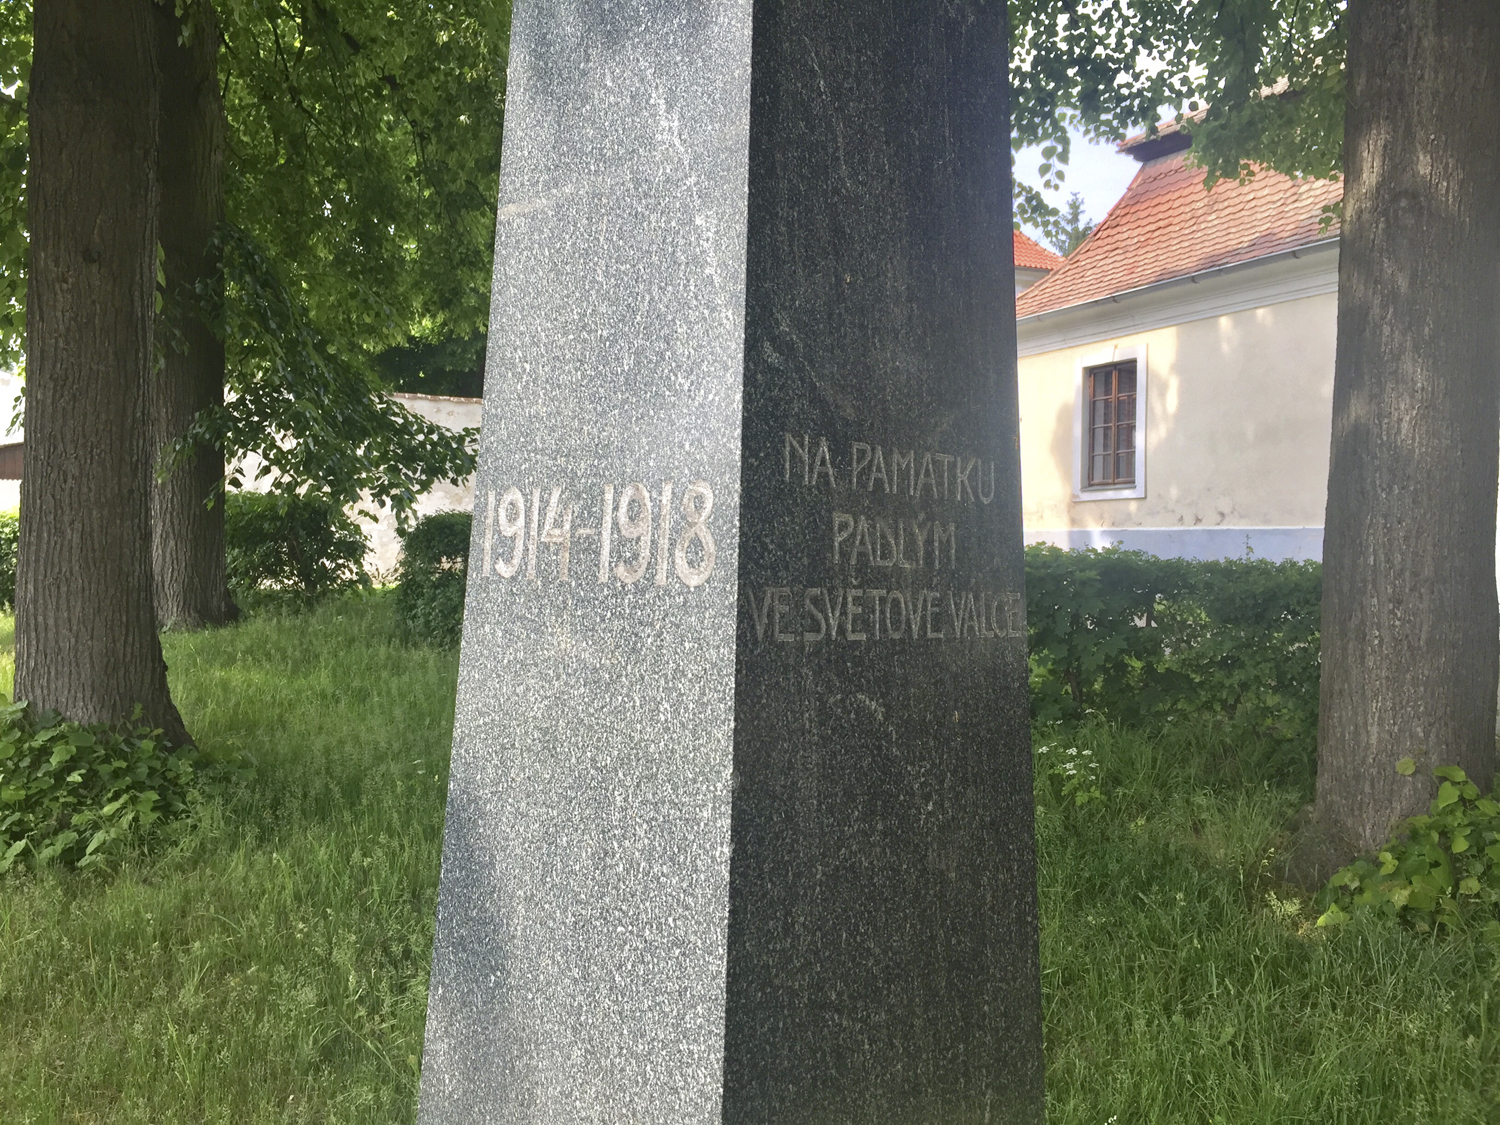 1914-1918
NA PAMÁTKU
PADLÝM
VE SVĚTOVÉ VÁLCE